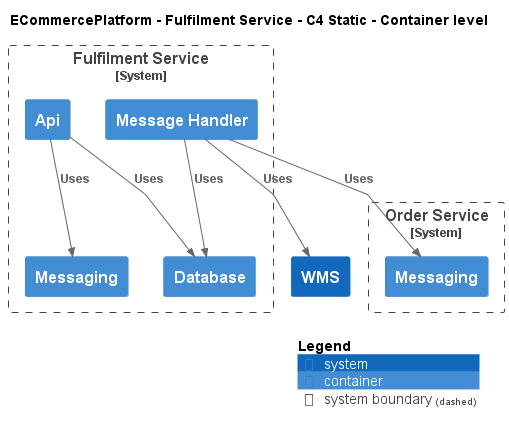 ECommercePlatform - Fulfilment Service - C4 Static - Container level
Fulfilment Service
[System]
Api
Message Handler
Uses
Uses
Uses
Uses
Uses
Order Service
[System]
Messaging
Database
WMS
Messaging
Legend
system
container
system boundary (dashed)